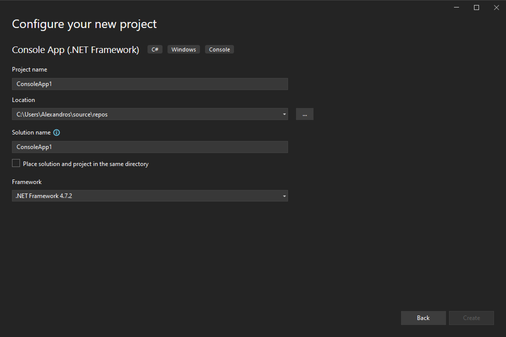 Configure your new project
Console App (.NET Framework) C# Windows Console
Project name
ConsoleApp1
Location
C:\Users\Alexandros\source\repos
...
Solution name
ConsoleApp1
Place solution and project in the same directory
Framework
.NET Framework 4.7.2
Back Create